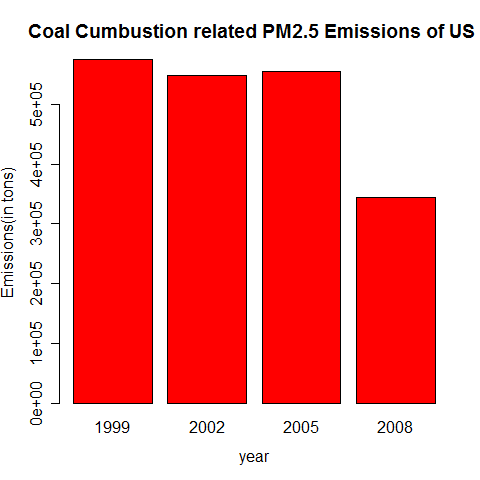 Coal Cumbustion related PM2.5 Emissions of US
Emissions(in tons)
5e+05
4e+05
3e+05
2e+05
1e+05
0e+00
1999 2002 2005 2008
year